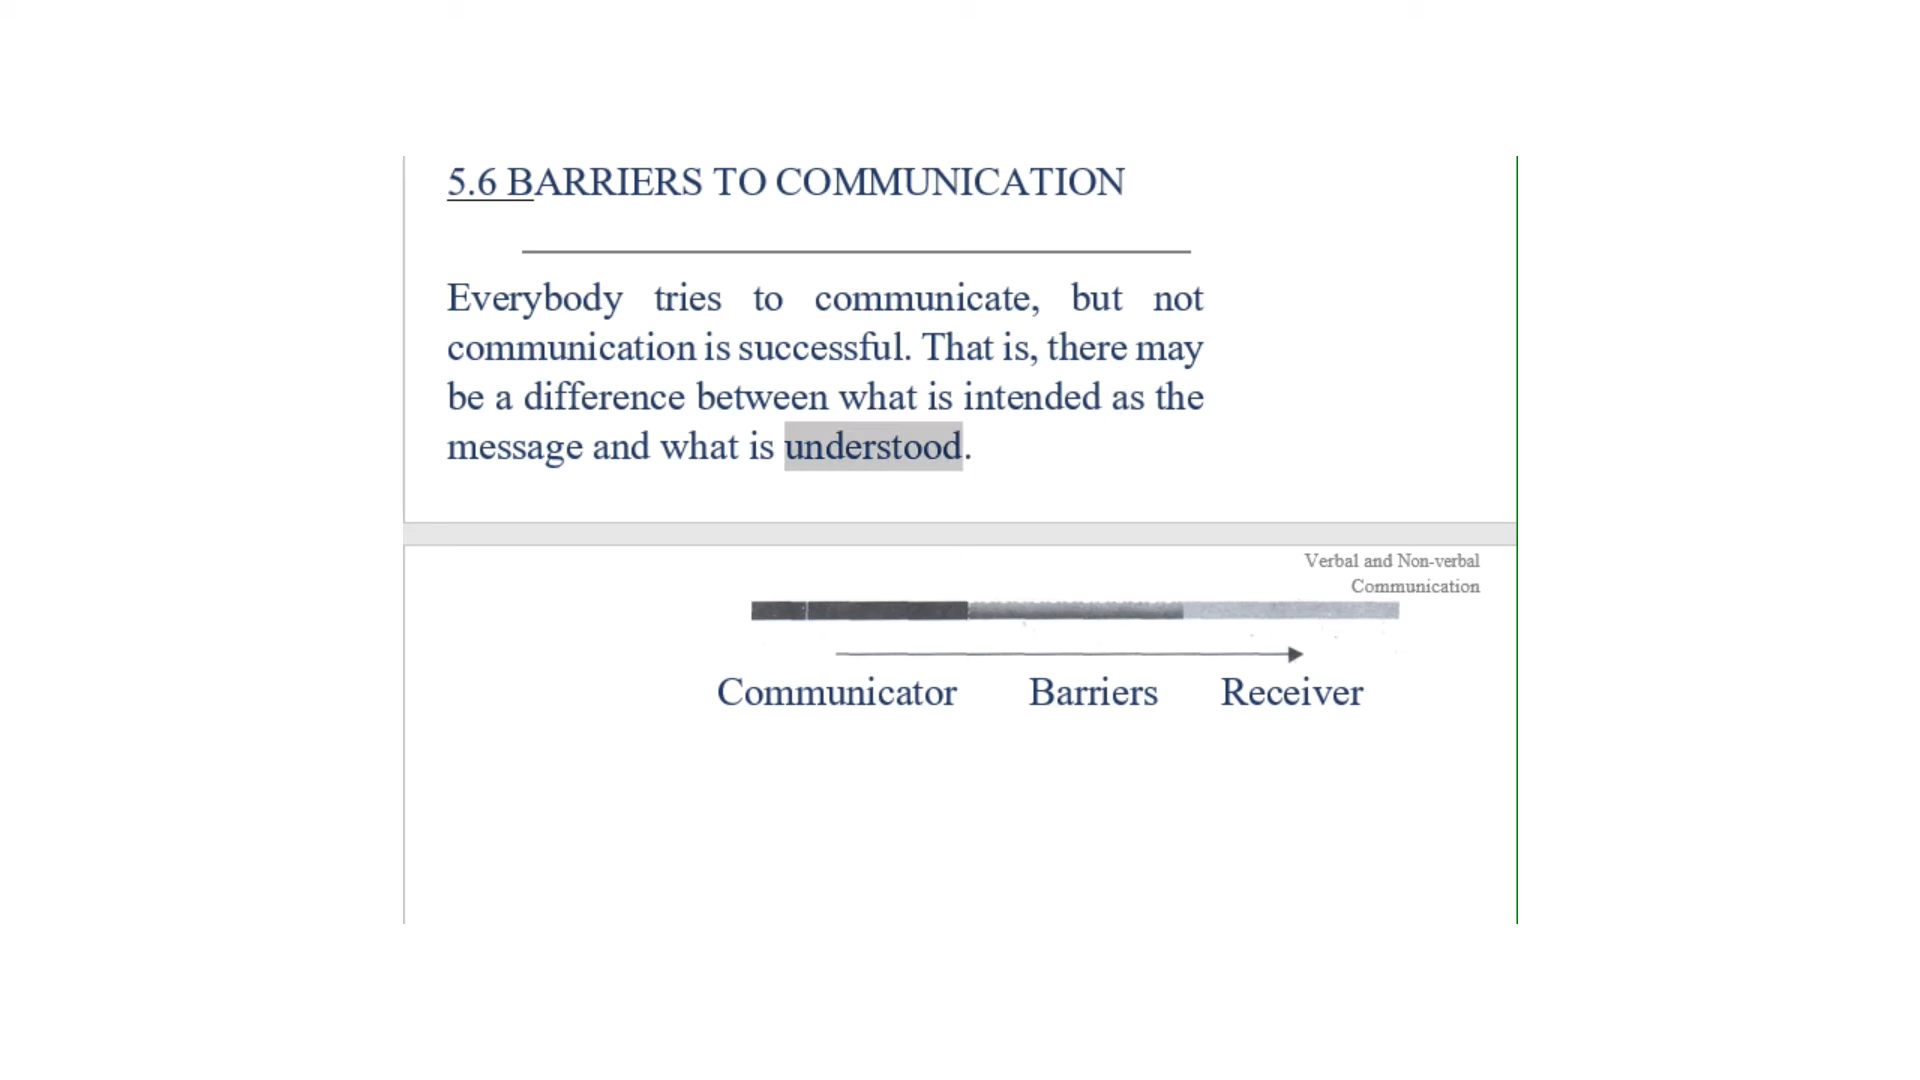 5.6 BARRIERS TO COMMUNICATION
Everybody tries to communicate, but not
communication is successful. That is, there may
be a difference between what is intended as the
message and what is understood.
Verbal and Non-verbal
Communication
Communicator Barriers Receiver